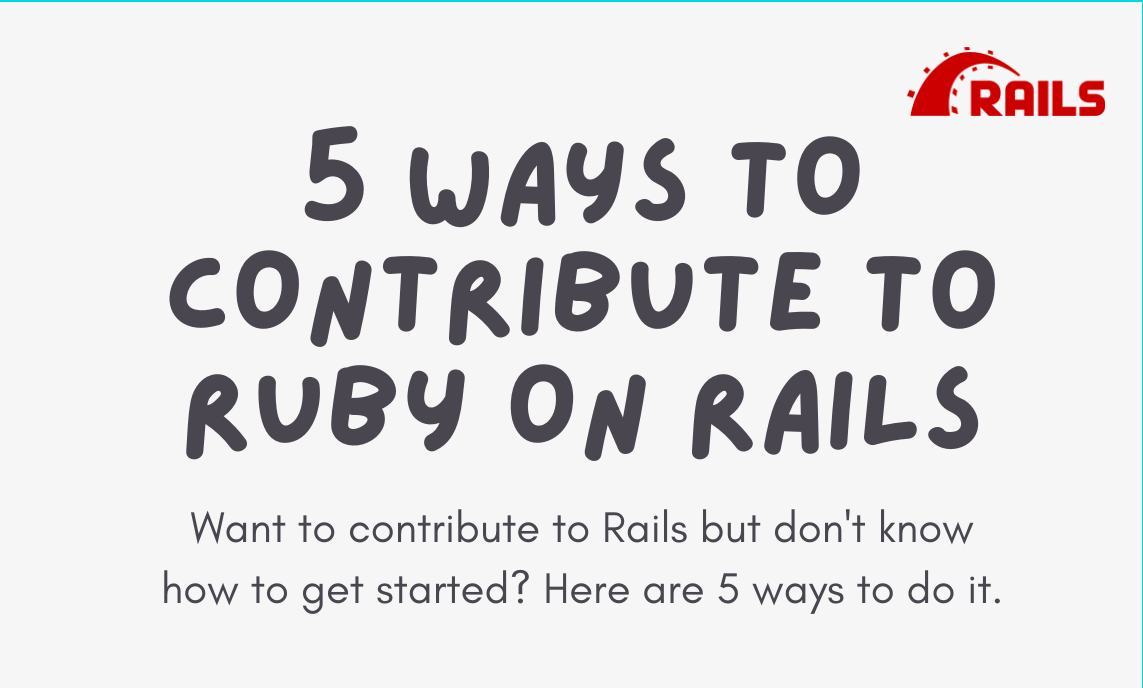 RAILS
5 WAYS TO
CONTRIBUTE TO
RUBY ON RAILS
Want to contribute to Rails but don't know
how to get started? Here are 5 ways to do it.